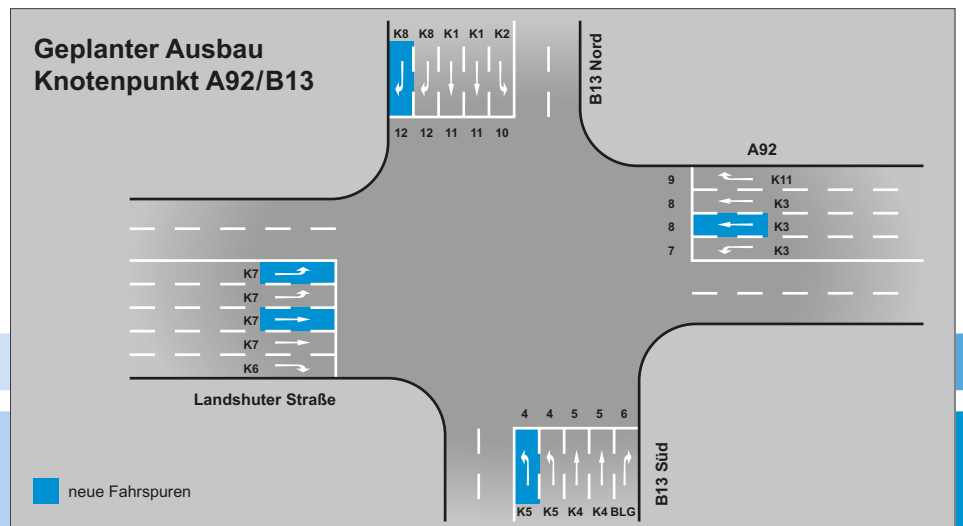 Geplanter Ausbau
Knotenpunkt A92/B13
K8 K8 K1 K1 K2
12 12 11 11 10
B13 Nord
A92
9 K11
8 K3
8 K3
7 K3
K7
K7
K7
K7
K6
Landshuter Straße
4 4 5 5 6
K5 K5 K4 K4 BLG
B13 Süd
neue Fahrspuren